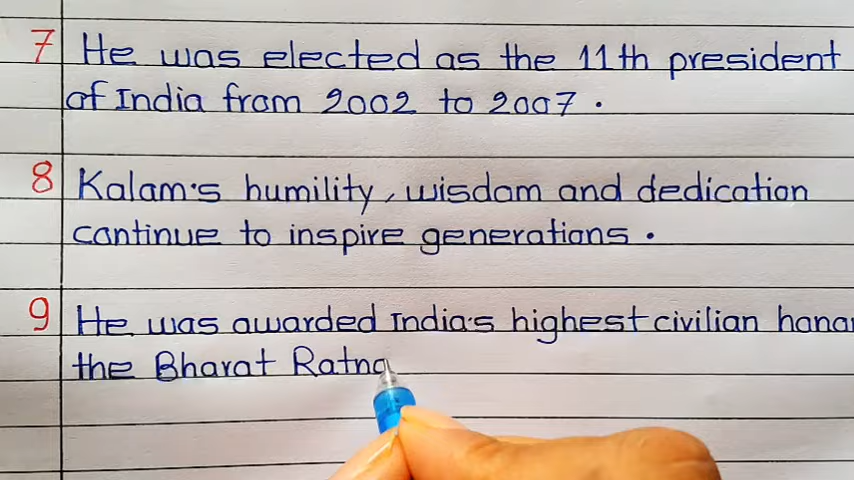 7 He was elected as the 11th president
of India from 2002 to 2007.
8 Kalam's humility, wisdom and dedication
continue to inspire generations.
9 He was awarded India's highest civilian
the Bharat Ratna